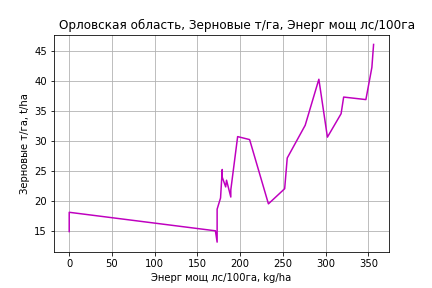 Орловская область, Зерновые т/га, Энерг мощ лс/100га
45
40
35
30
25
20
15
Зерновые т/га, t/ha
0 50 100 150 200 250 300 350
Энерг мощ лс/100га, kg/ha